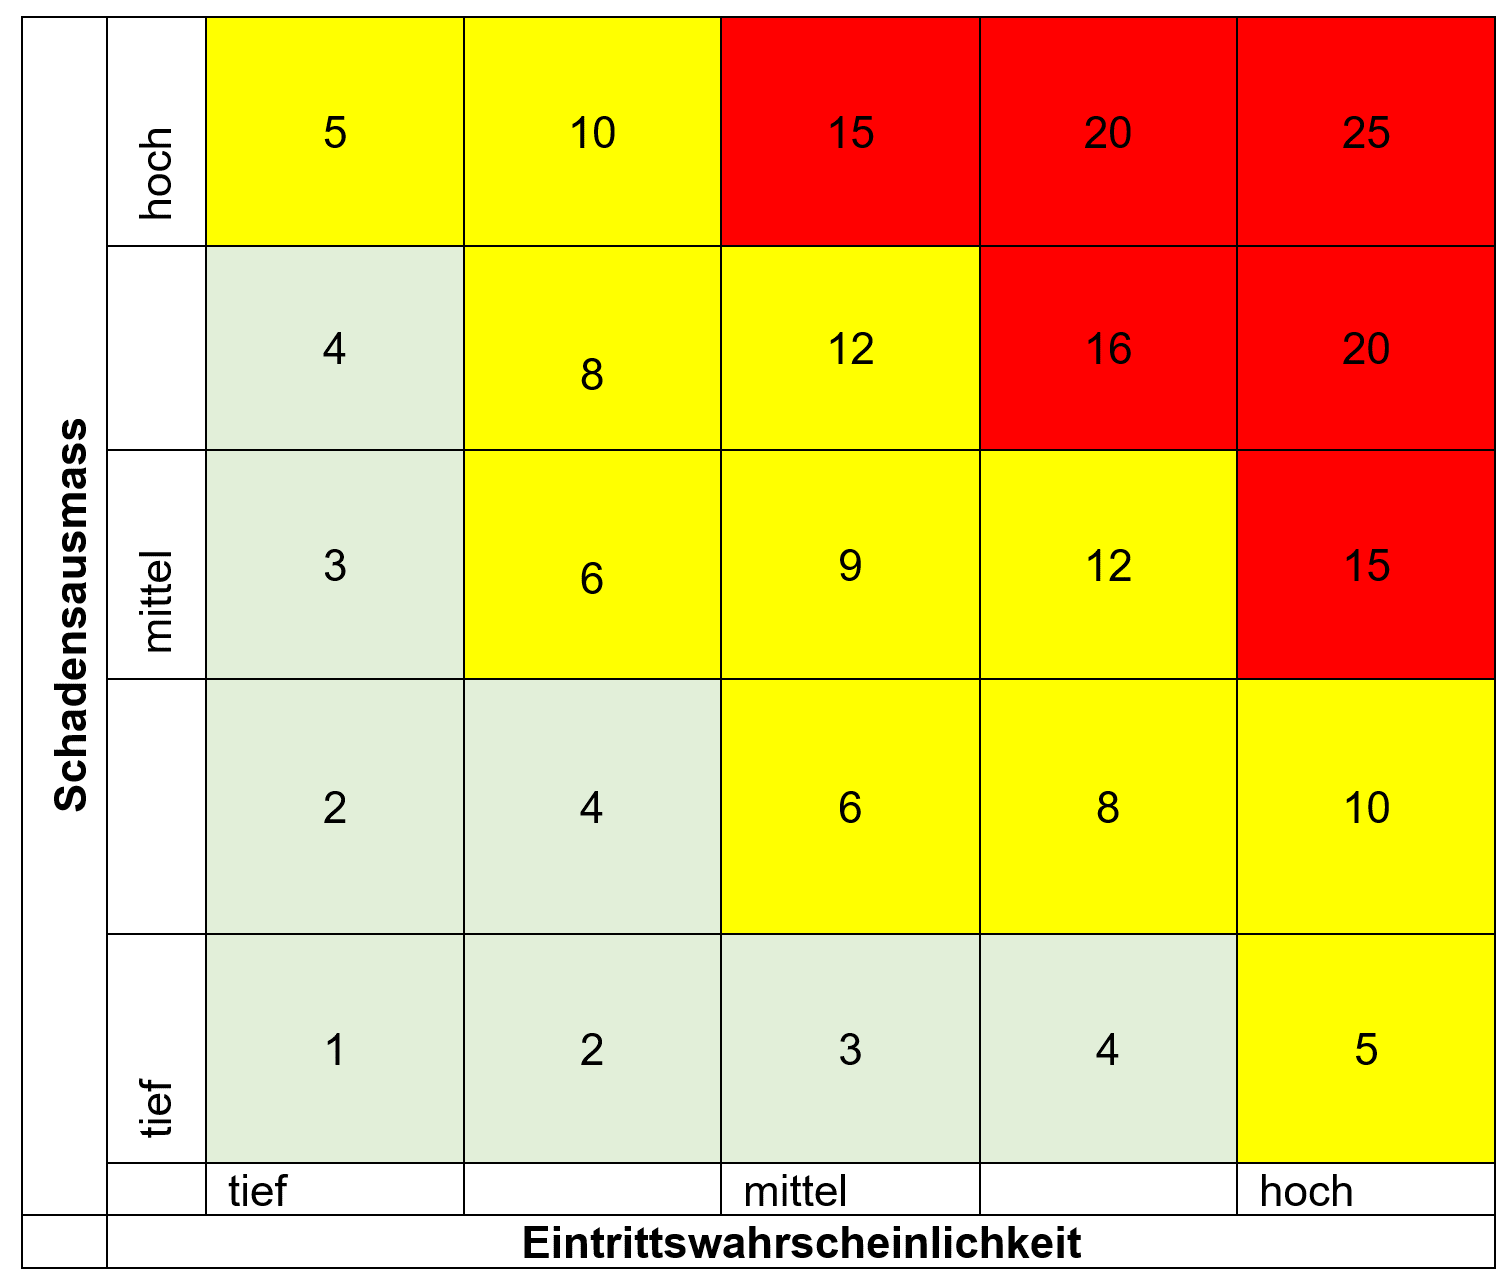 Schadensausmass
hoch 5 10 15 20 25
4 8 12 16 20
mittel 3 6 9 12 15
2 4 6 8 10
tief 1 2 3 4 5
tief mittel hoch
Eintrittswahrscheinlichkeit